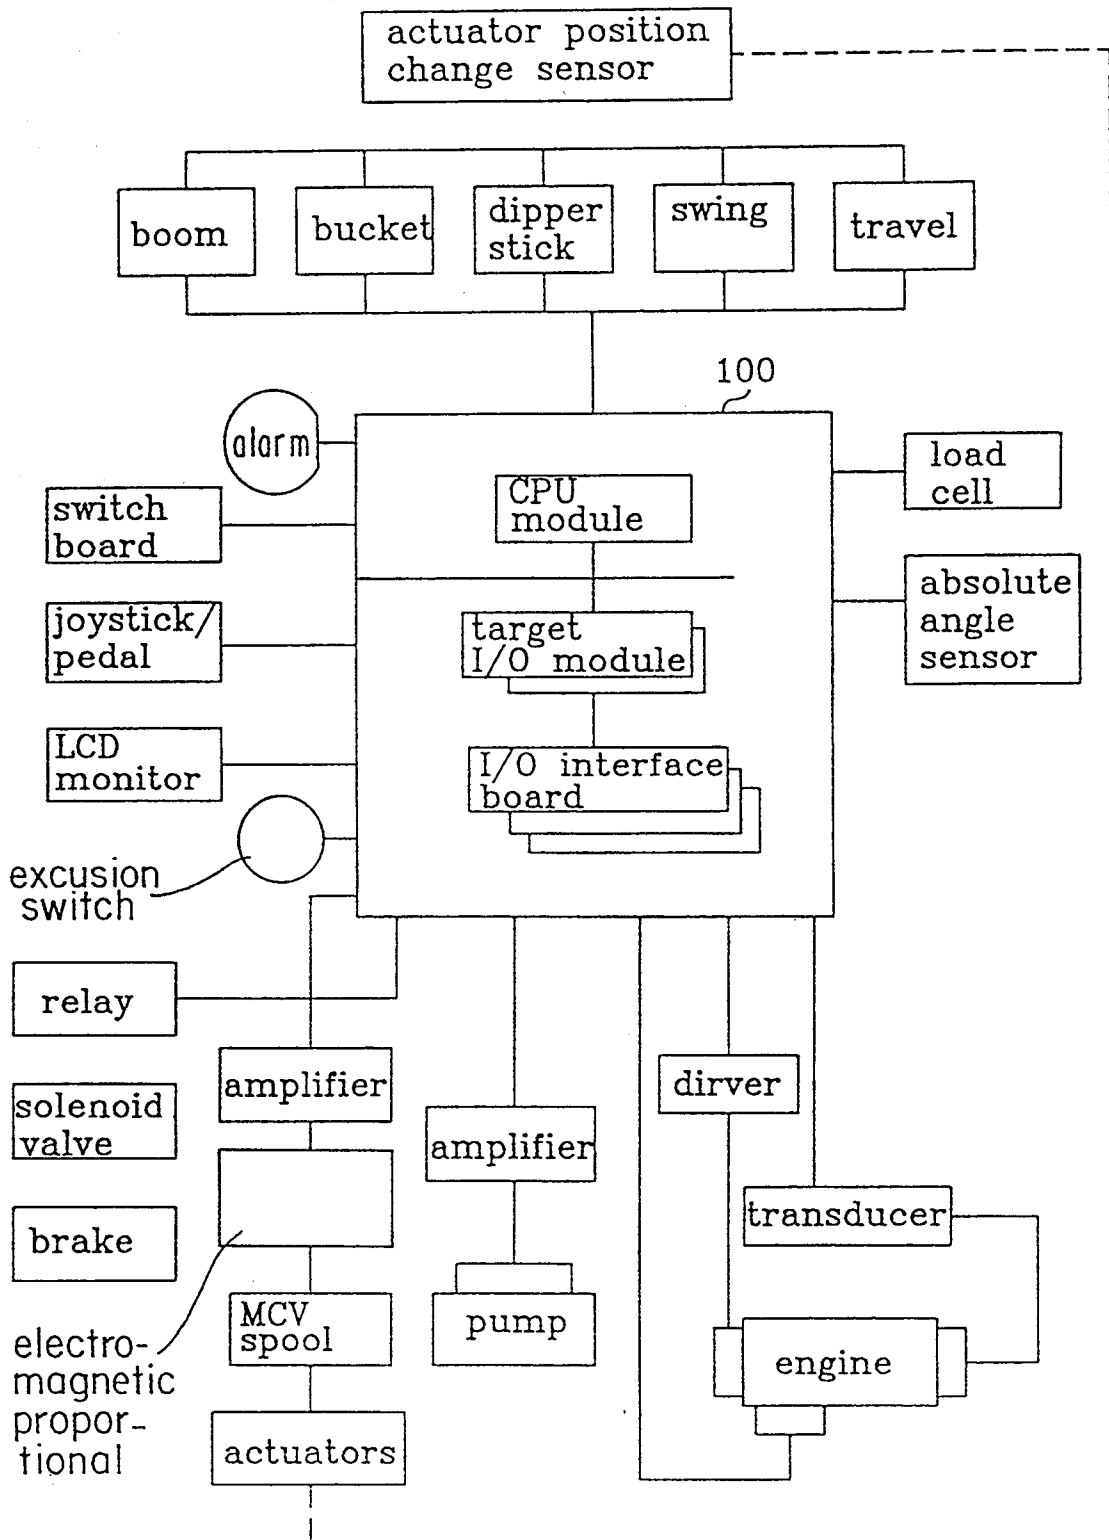 actuator position
change sensor
boom
bucket
dipper
stick
swing
travel
100
alarm
load
cell
CPU
module
switch
board
absolute
angle
sensor
joystick/
pedal
target
I/O module
LCD
monitor
I/O interface
board
excusion
switch
relay
amplifier
dirver
solenoid
valve
amplifier
transducer
brake
MCV
spool
pump
electro-
magnetic
propor-
tional
engine
actuators